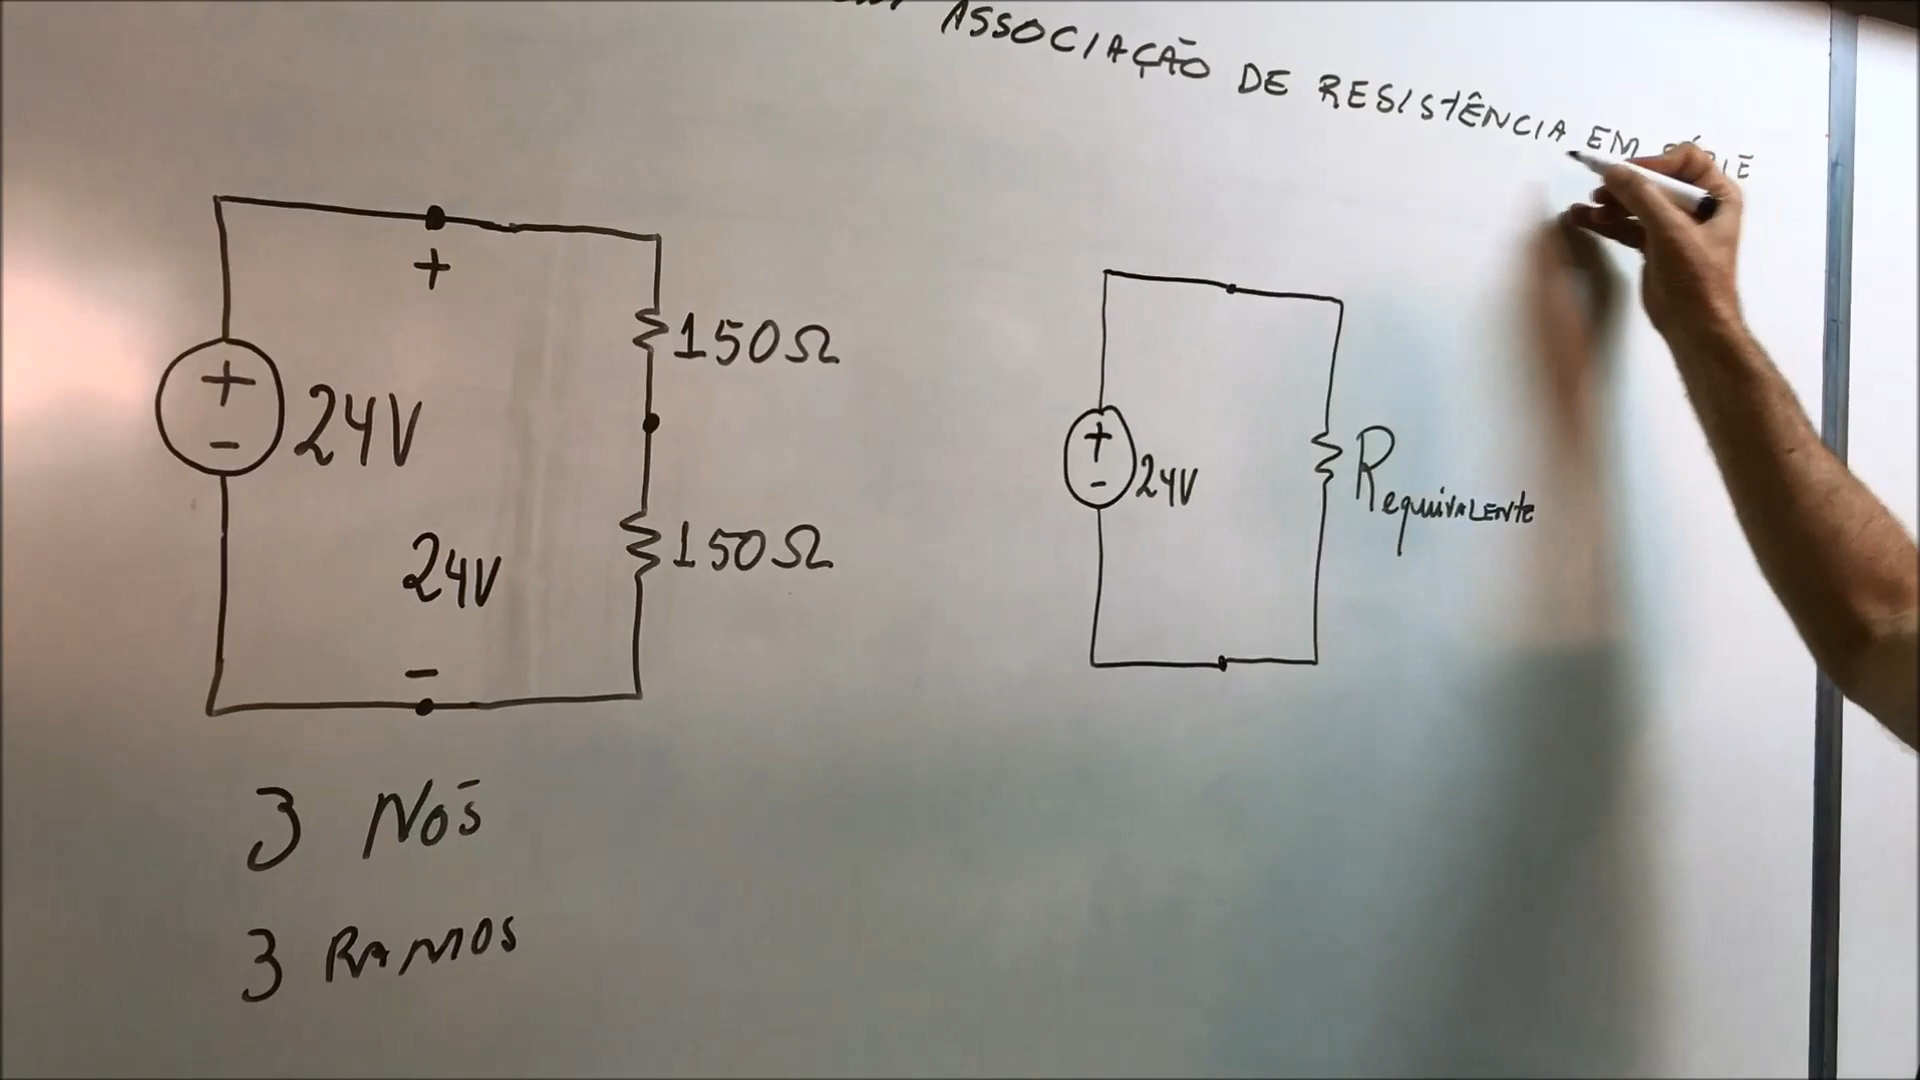 ASSOCIAÇÃO DE RESISTÊNCIA EM
+
150Ω
+
-
24V
150Ω
24V
-
3 NÓS
3 RAMOS
+
-
24V
Requivalente